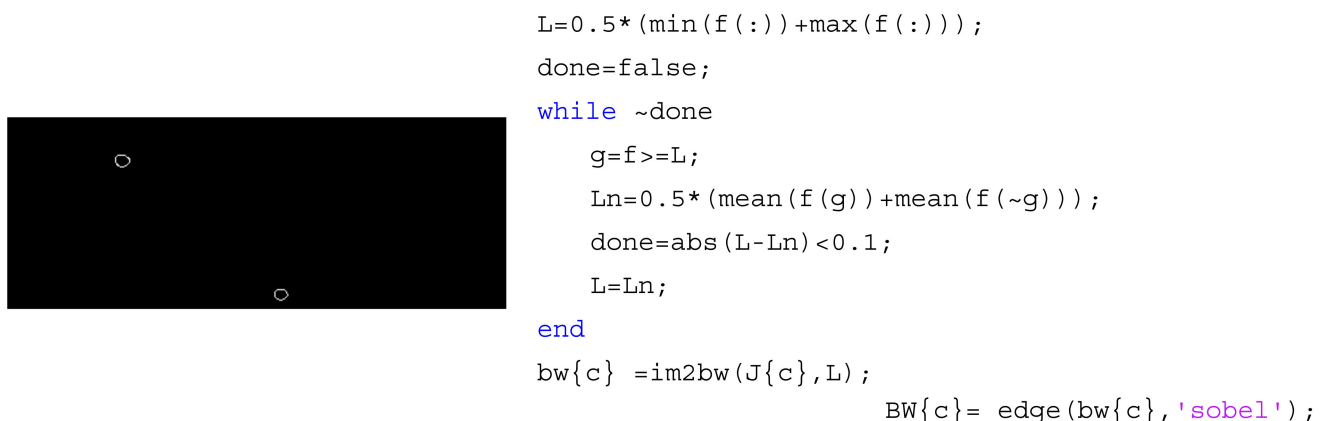 L=0.5*(min(f(:))+max(f(:)));
done=false;
while ~done
g=f>=L;
Ln=0.5*(mean(f(g))+mean(f(~g)));
done=abs(L-Ln)<0.1;
L=Ln;
end
bw{c} =im2bw(J{c},L);
BW{c}= edge(bw{c},'sobel');